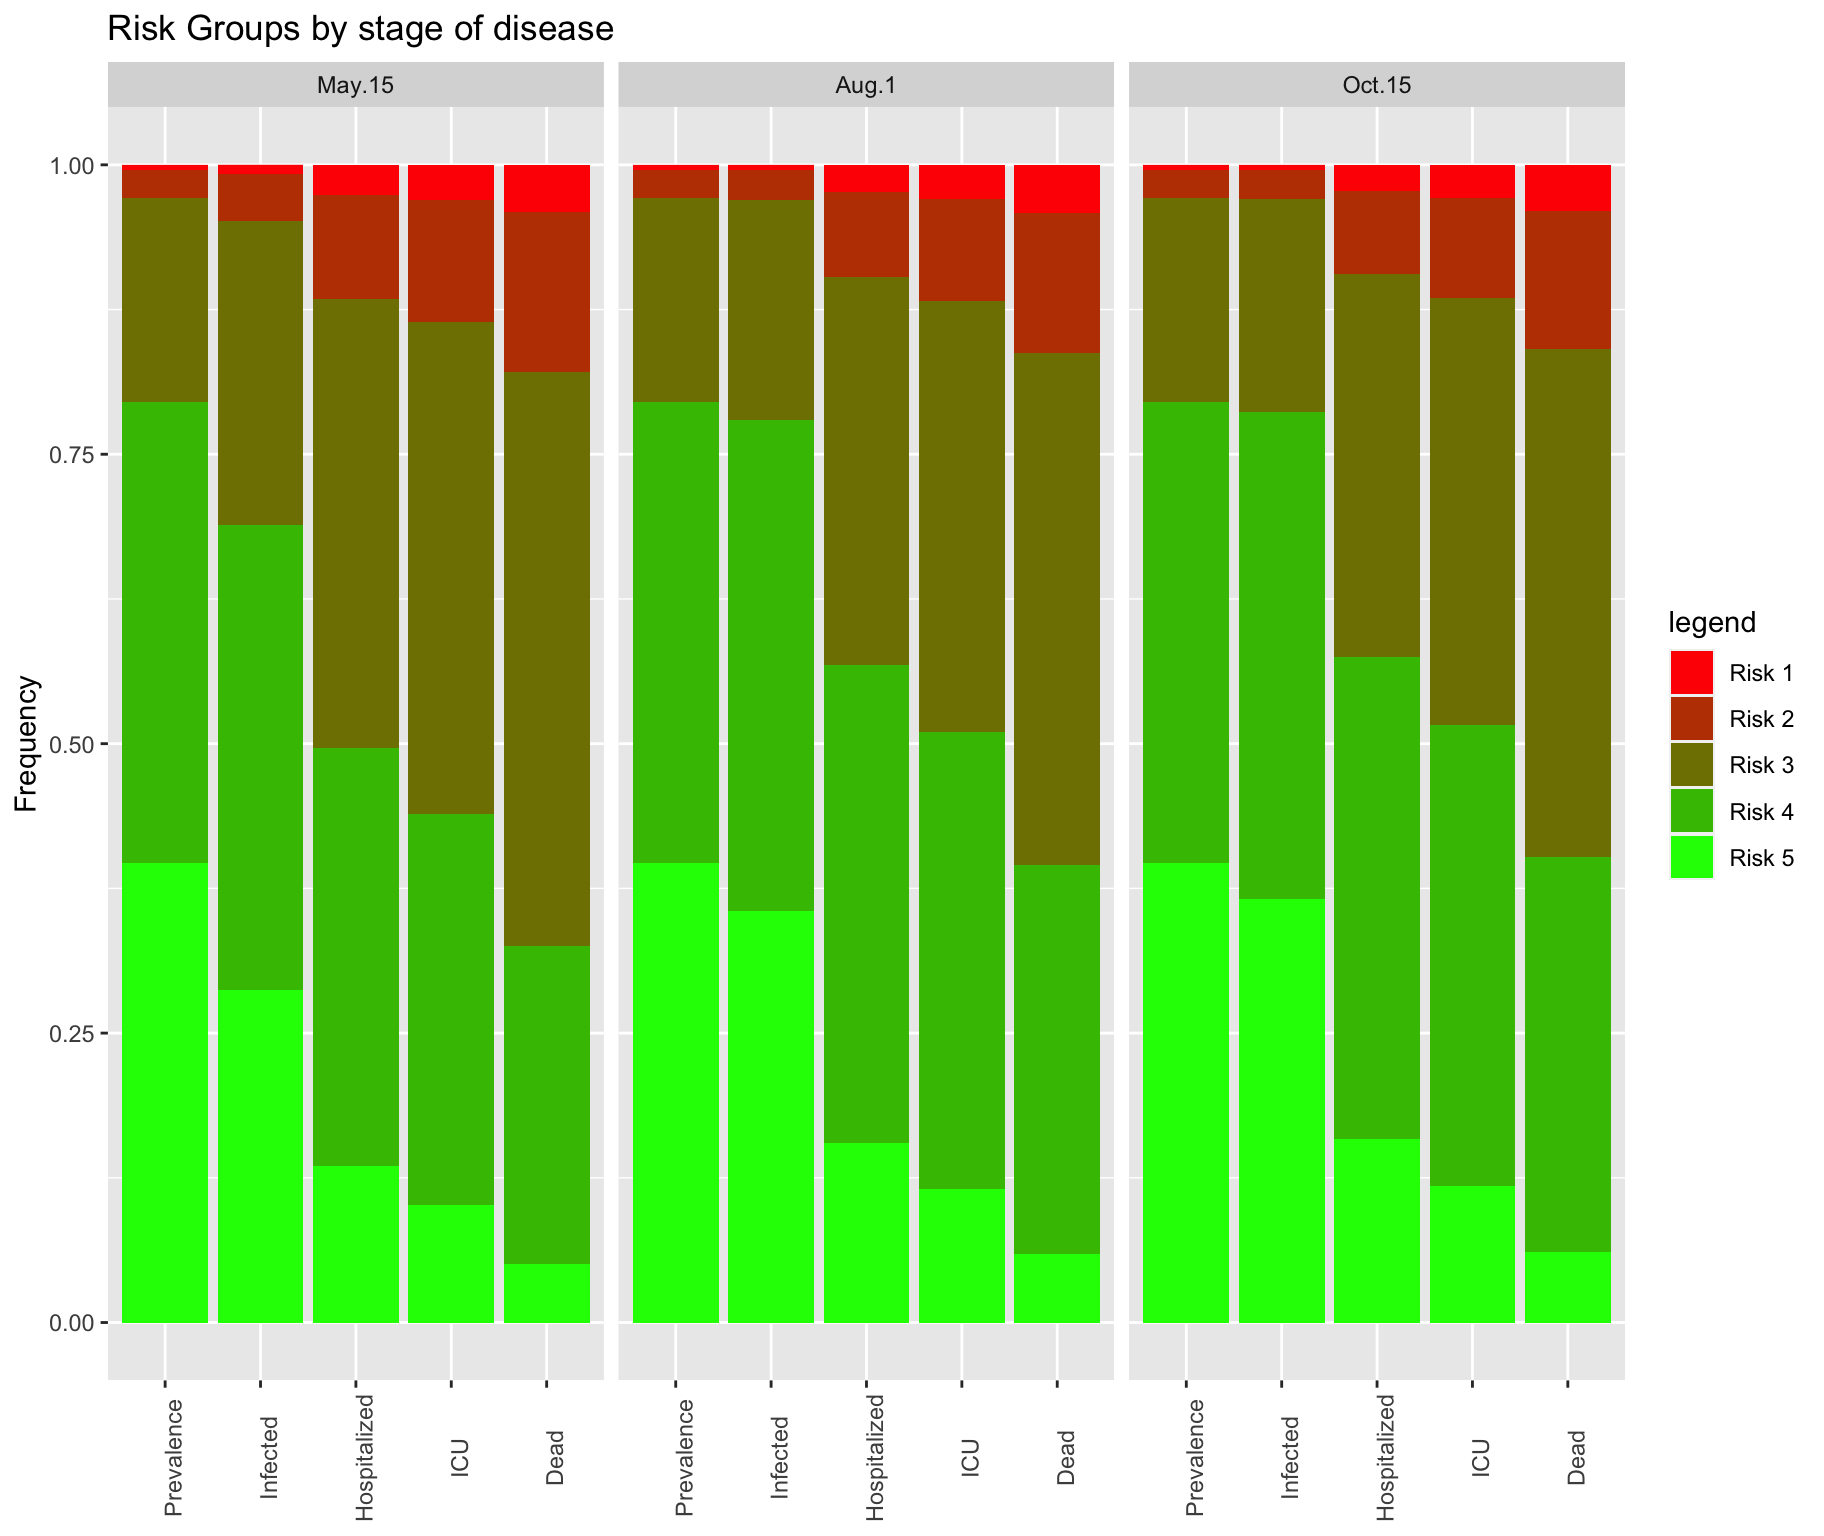 Risk Groups by stage of disease
May.15
Aug.1
Oct.15
1.00
0.75
0.50
0.25
0.00
Frequency
Prevalence
Infected
Hospitalized
ICU
Dead
Prevalence
Infected
Hospitalized
ICU
Dead
Prevalence
Infected
Hospitalized
ICU
Dead
legend
Risk 1
Risk 2
Risk 3
Risk 4
Risk 5